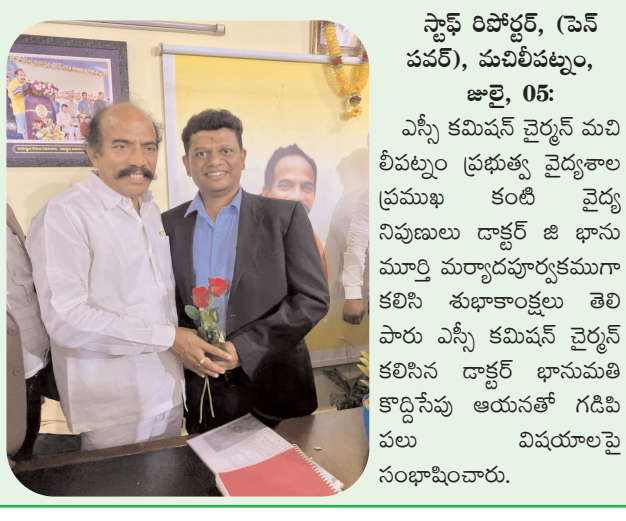 స్టాఫ్ రిపోర్టర్, (పెన్
పవర్), మచిలీపట్నం,
జులై, 05:
ఎస్సీ కమిషన్ చైర్మన్ మచి
లీపట్నం ప్రభుత్వ వైద్యశాల
ప్రముఖ కంటి వైద్య
నిపుణులు డాక్టర్ జి భాను
మూర్తి మర్యాదపూర్వకముగా
కలిసి శుభాకాంక్షలు తెలి
పారు ఎస్సీ కమిషన్ చైర్మన్
కలిసిన డాక్టర్ భానుమతి
కొద్దిసేపు ఆయనతో గడిపి
పలు విషయాలపై
సంభాషించారు.